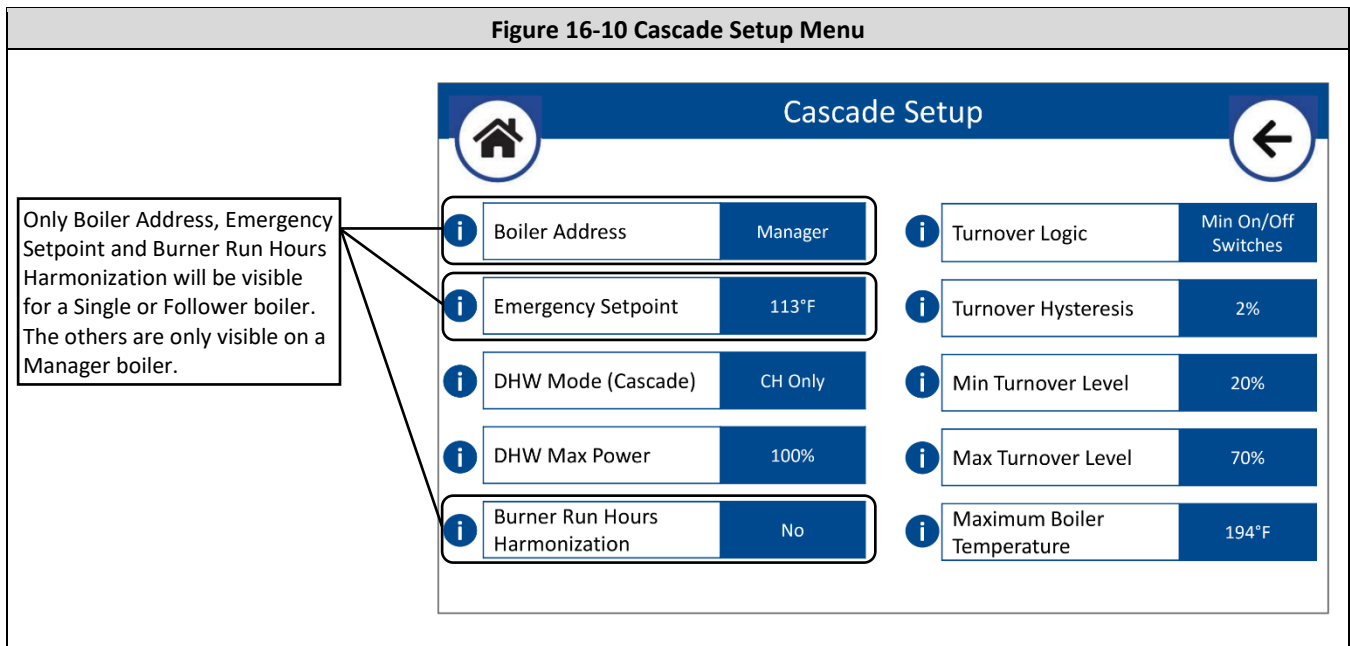 Figure 16-10 Cascade Setup Menu
Cascade Setup
Only Boiler Address, Emergency
Setpoint and Burner Run Hours
Harmonization will be visible
for a Single or Follower boiler.
The others are only visible on a
Manager boiler.
i Boiler Address Manager
i Emergency Setpoint 113°F
i DHW Mode (Cascade) CH Only
i DHW Max Power 100%
i Burner Run Hours
Harmonization No
i Turnover Logic Min On/Off
Switches
i Turnover Hysteresis 2%
i Min Turnover Level 20%
i Max Turnover Level 70%
i Maximum Boiler
Temperature 194°F